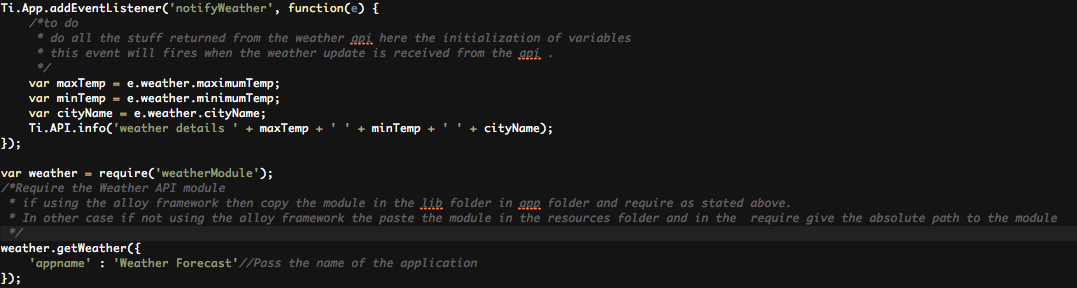 Ti.App.addEventListener('notifyWeather', function(e) {
    /*to do
     * do all the stuff returned from the weather api here the initialization of variables
     * this event will fires when the weather update is received from the api .
     */
    var maxTemp = e.weather.maximumTemp;
    var minTemp = e.weather.minimumTemp;
    var cityName = e.weather.cityName;
    Ti.API.info('weather details ' + maxTemp + ' ' + minTemp + ' ' + cityName);
});
var weather = require('weatherModule');
/*Require the Weather API module
 * if using the alloy framework then copy the module in the lib folder in app folder and require as stated above.
 * In other case if not using the alloy framework the paste the module in the resources folder and in the  require give the absolute path to the module
 */
weather.getWeather({
    'appname' : 'Weather Forecast'//Pass the name of the application
});